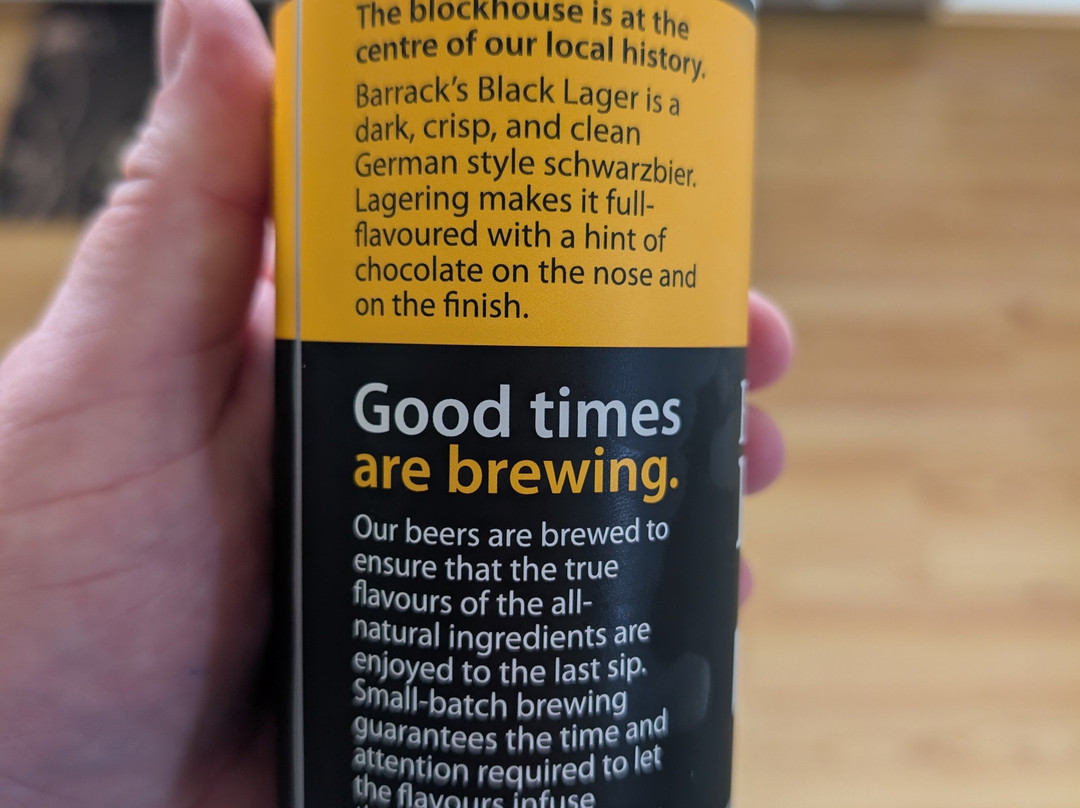 The blockhouse is at the
centre of our local history.
Barrack's Black Lager is a
dark, crisp, and clean
German style schwarzbier.
Lagering makes it full-
flavoured with a hint of
chocolate on the nose and
on the finish.
Good times
are brewing.
Our beers are brewed to
ensure that the true
flavours of the all-
natural ingredients are
enjoyed to the last sip.
Small-batch brewing
guarantees the time and
attention required to let
the flavours infuse